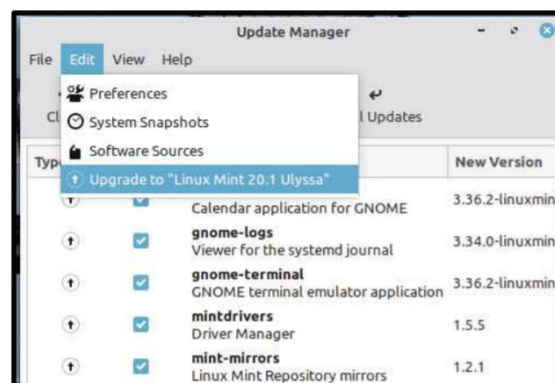 Update Manager
File Edit View Help
Preferences
Cl
l Updates
System Snapshots
Software Sources
Typ
New Version
Upgrade to "Linux Mint 20.1 Ulyssa"
Calendar application for GNOME
3.36.2-linuxmin
gnome-logs
Viewer for the systemd journal
3.34.0-linuxmin
gnome-terminal
GNOME terminal emulator application
3.36.2-linuxmin
mintdrivers
Driver Manager
1.5.5
mint-mirrors
Linux Mint Repository mirrors
1.2.1